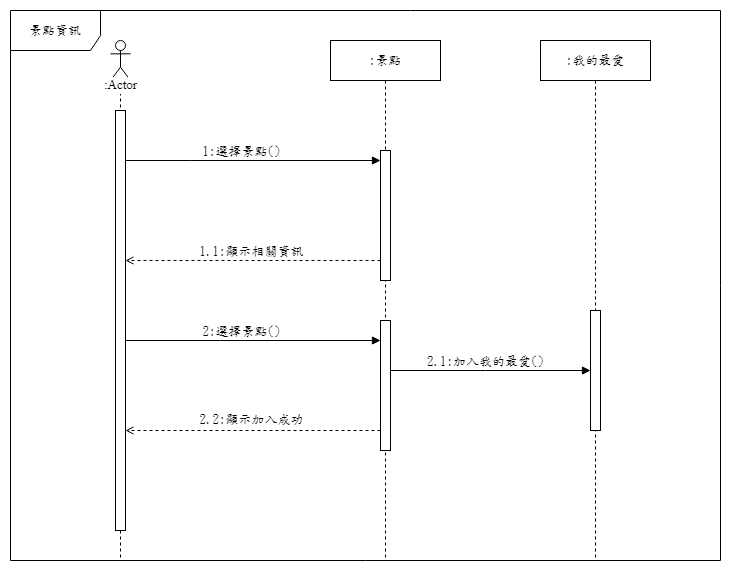 景點資訊
:Actor
:景點
:我的最愛
1:選擇景點()
1.1:顯示相關資訊
2:選擇景點()
2.1:加入我的最愛()
2.2:顯示加入成功